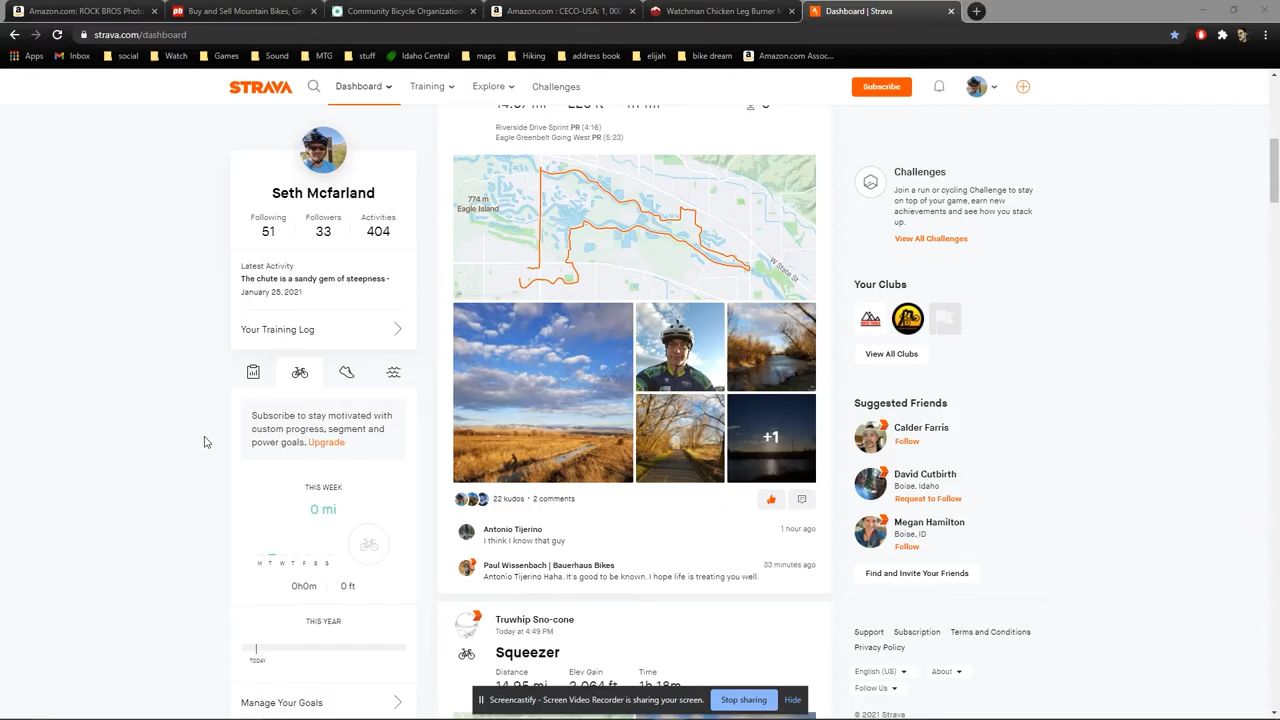 Amazon.com: ROCK BROS Photo
Buy and Sell Mountain Bikes, Ge
Community Bicycle Organization
Amazon.com : CECO-USA: 1, 000
Watchman Chicken Leg Burner M
Dashboard | Strava
strava.com/dashboard
Apps
Inbox
social
Watch
Games
Sound
MTG
stuff
Idaho Central
maps
Hiking
address book
elijah
bike dream
Amazon.com Assoc...
STRAVA
Dashboard
Training
Explore
Challenges
Subscribe
Riverside Drive Sprint PR (4:16)
Eagle Greenbelt Going West PR (5:23)
774 m
Eagle Island
W State St
Seth Mcfarland
Following
51
Followers
33
Activities
404
Latest Activity
The chute is a sandy gem of steepness •
January 25, 2021
Your Training Log
Subscribe to stay motivated with
custom progress, segment and
power goals. Upgrade
THIS WEEK
0 mi
M T W T F S S
0h0m
0 ft
THIS YEAR
TODAY
Manage Your Goals
+1
22 kudos • 2 comments
Antonio Tijerino
1 hour ago
I think I know that guy
Paul Wissenbach | Bauerhaus Bikes
33 minutes ago
Antonio Tijerino Haha. It's good to be known. I hope life is treating you well.
Truwhip Sno-cone
Today at 4:49 PM
Squeezer
Distance
Elev Gain
Time
14.95 mi
2,064 ft
1h 18m
Screencastify - Screen Video Recorder is sharing your screen.
Stop sharing
Hide
Challenges
Join a run or cycling Challenge to stay
on top of your game, earn new
achievements and see how you stack
up.
View All Challenges
Your Clubs
View All Clubs
Suggested Friends
Calder Farris
Follow
David Cutbirth
Boise, Idaho
Request to Follow
Megan Hamilton
Boise, ID
Follow
Find and Invite Your Friends
Support
Subscription
Terms and Conditions
Privacy Policy
English (US)
About
Follow Us
© 2021 Strava